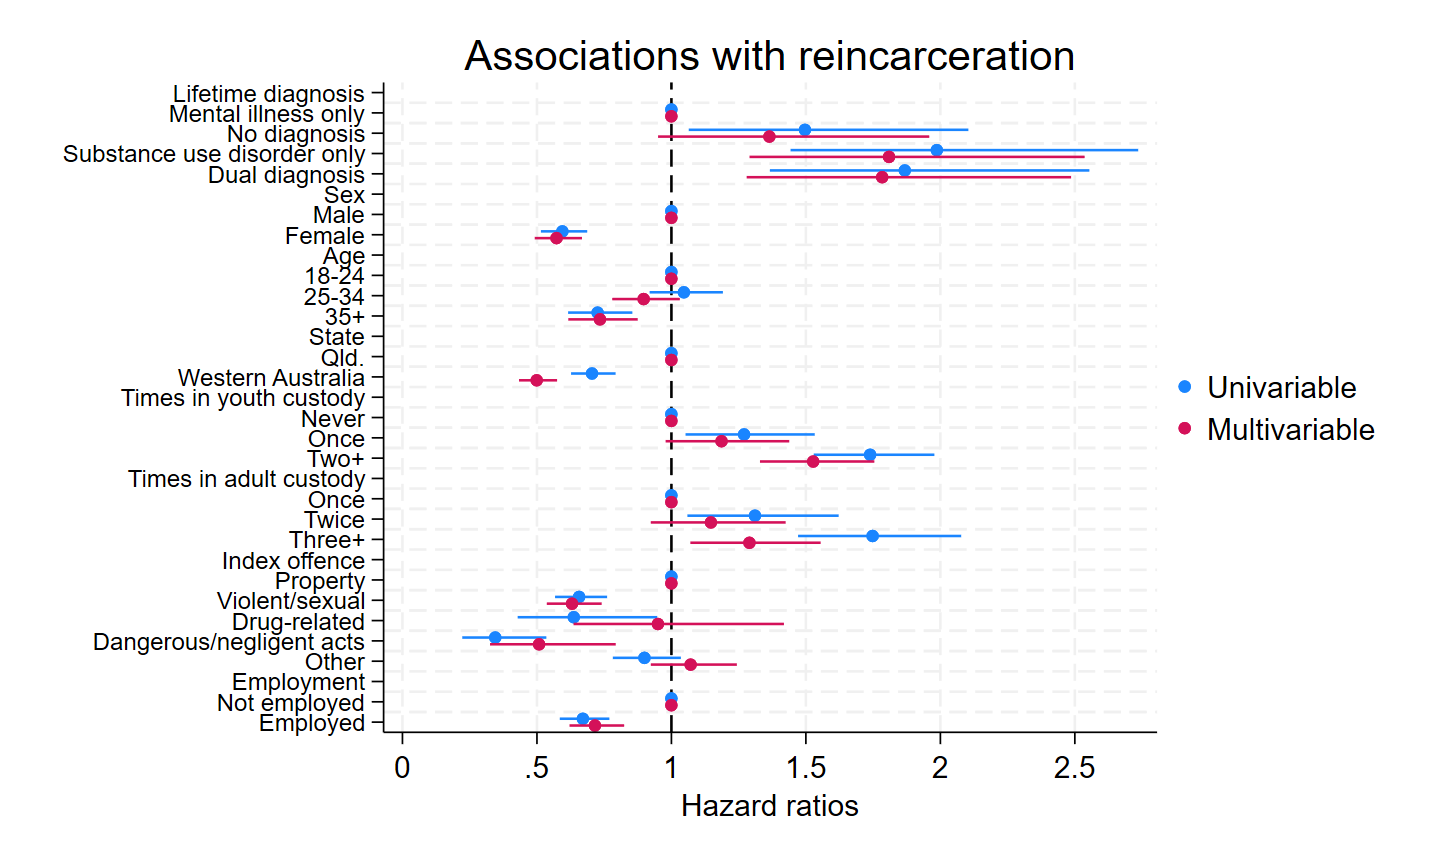 Associations with reincarceration
Lifetime diagnosis
Mental illness only
No diagnosis
Substance use disorder only
Dual diagnosis
Sex
Male
Female
Age
18-24
25-34
35+
State
Qld.
Western Australia
Times in youth custody
Never
Once
Two+
Times in adult custody
Once
Twice
Three+
Index offence
Property
Violent/sexual
Drug-related
Dangerous/negligent acts
Other
Employment
Not employed
Employed
0 .5 1 1.5 2 2.5
Hazard ratios
Univariable
Multivariable